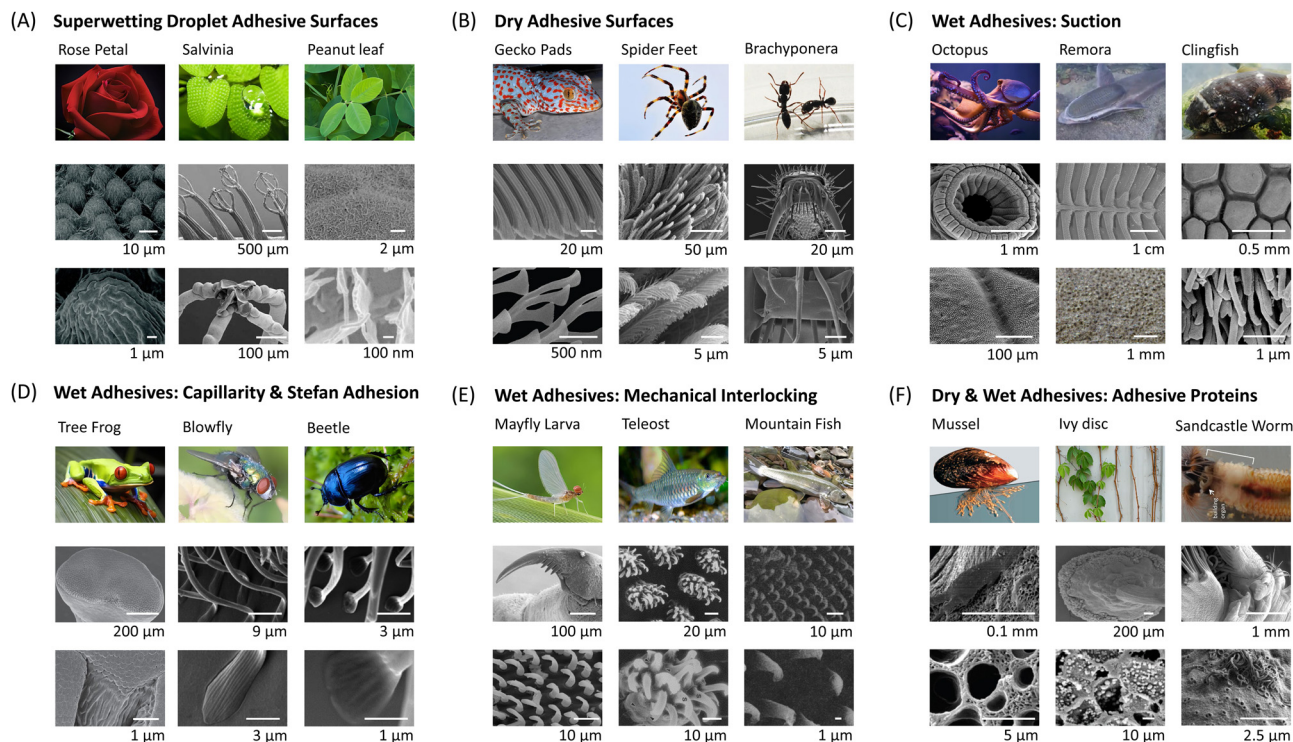 (A) Superwetting Droplet Adhesive Surfaces
Rose Petal Salvinia Peanut leaf
10 µm 500 µm 2 µm
1 µm 100 µm 100 nm
(B) Dry Adhesive Surfaces
Gecko Pads Spider Feet Brachyponera
20 µm 50 µm 20 µm
500 nm 5 µm 5 µm
(C) Wet Adhesives: Suction
Octopus Remora Clingfish
1 mm 1 cm 0.5 mm
100 µm 1 mm 1 µm
(D) Wet Adhesives: Capillarity & Stefan Adhesion
Tree Frog Blowfly Beetle
200 µm 9 µm 3 µm
1 µm 3 µm 1 µm
(E) Wet Adhesives: Mechanical Interlocking
Mayfly Larva Teleost Mountain Fish
100 µm 20 µm 10 µm
10 µm 10 µm 1 µm
(F) Dry & Wet Adhesives: Adhesive Proteins
Mussel Ivy disc Sandcastle Worm
building
organ
0.1 mm 200 µm 1 mm
5 µm 10 µm 2.5 µm